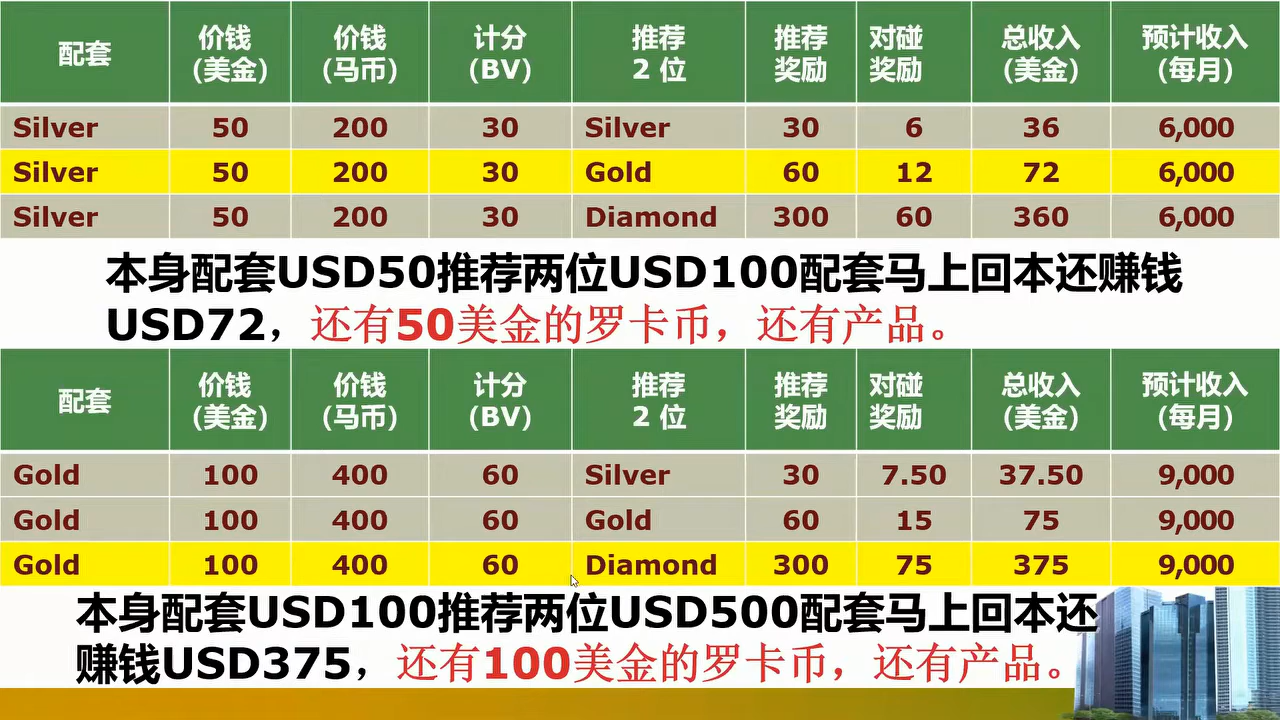 配套 价钱（美金） 价钱（马币） 计分（BV） 推荐 2 位 推荐奖励 对碰奖励 总收入（美金） 预计收入（每月）
Silver 50 200 30 Silver 30 6 36 6,000
Silver 50 200 30 Gold 60 12 72 6,000
Silver 50 200 30 Diamond 300 60 360 6,000
本身配套USD50推荐两位USD100配套马上回本还赚钱
USD72，还有50美金的罗卡币，还有产品。
配套 价钱（美金） 价钱（马币） 计分（BV） 推荐 2 位 推荐奖励 对碰奖励 总收入（美金） 预计收入（每月）
Gold 100 400 60 Silver 30 7.50 37.50 9,000
Gold 100 400 60 Gold 60 15 75 9,000
Gold 100 400 60 Diamond 300 75 375 9,000
本身配套USD100推荐两位USD500配套马上回本还
赚钱USD375，还有100美金的罗卡币，还有产品。